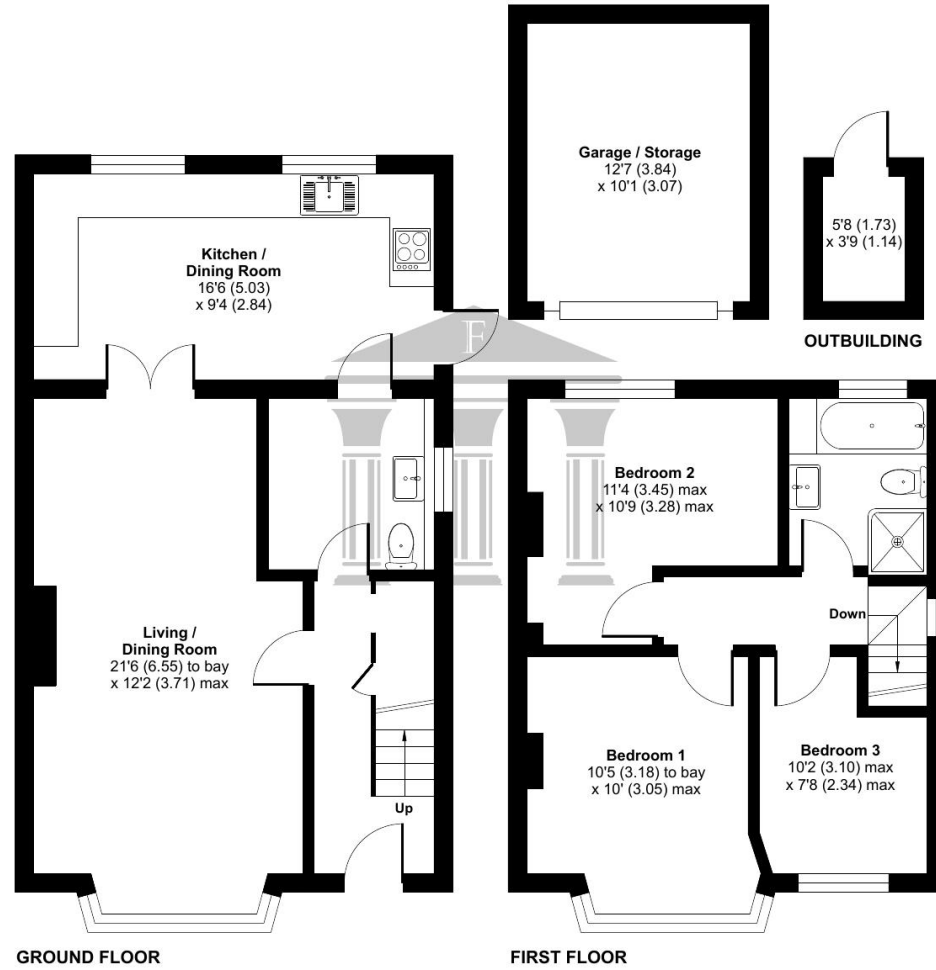 Garage / Storage
12'7 (3.84)
x 10'1 (3.07)
5'8 (1.73)
x 3'9 (1.14)
OUTBUILDING
Kitchen /
Dining Room
16'6 (5.03)
x 9'4 (2.84)
F
Living /
Dining Room
21'6 (6.55) to bay
x 12'2 (3.71) max
Up
GROUND FLOOR
Bedroom 2
11'4 (3.45) max
x 10'9 (3.28) max
Down
Bedroom 1
10'5 (3.18) to bay
x 10' (3.05) max
Bedroom 3
10'2 (3.10) max
x 7'8 (2.34) max
FIRST FLOOR